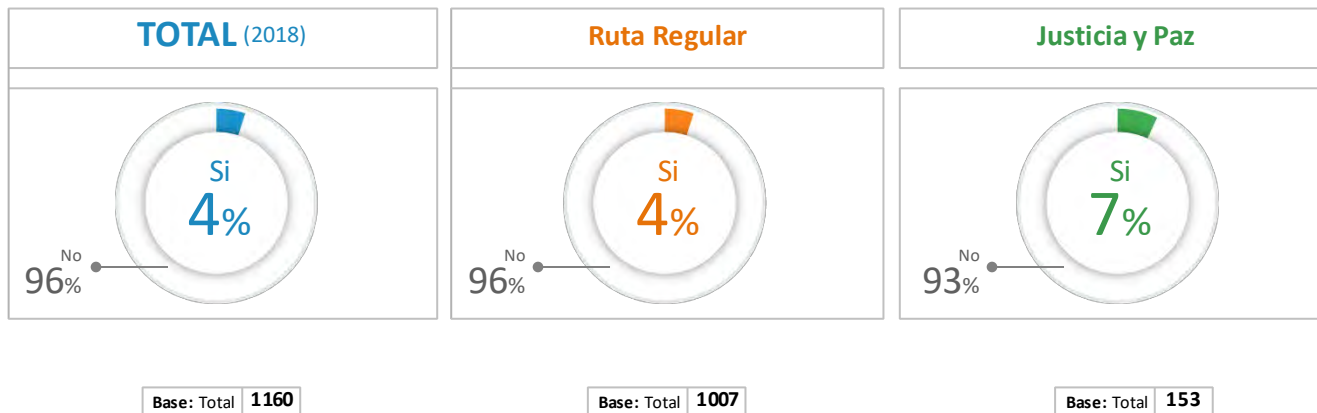 TOTAL (2018)
Ruta Regular
Justicia y Paz
Si
4%
No
96%
Si
4%
No
96%
Si
7%
No
93%
Base: Total 1160
Base: Total 1007
Base: Total 153